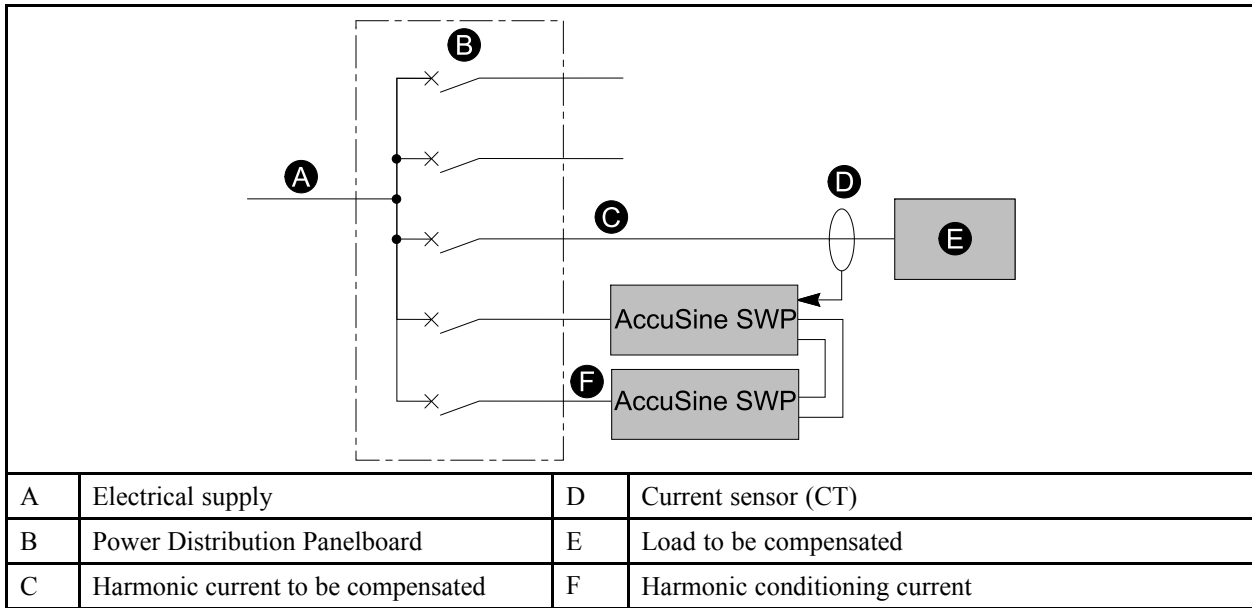 B
A
D
C
E
AccuSine SWP
F
AccuSine SWP
A Electrical supply D Current sensor (CT)
B Power Distribution Panelboard E Load to be compensated
C Harmonic current to be compensated F Harmonic conditioning current